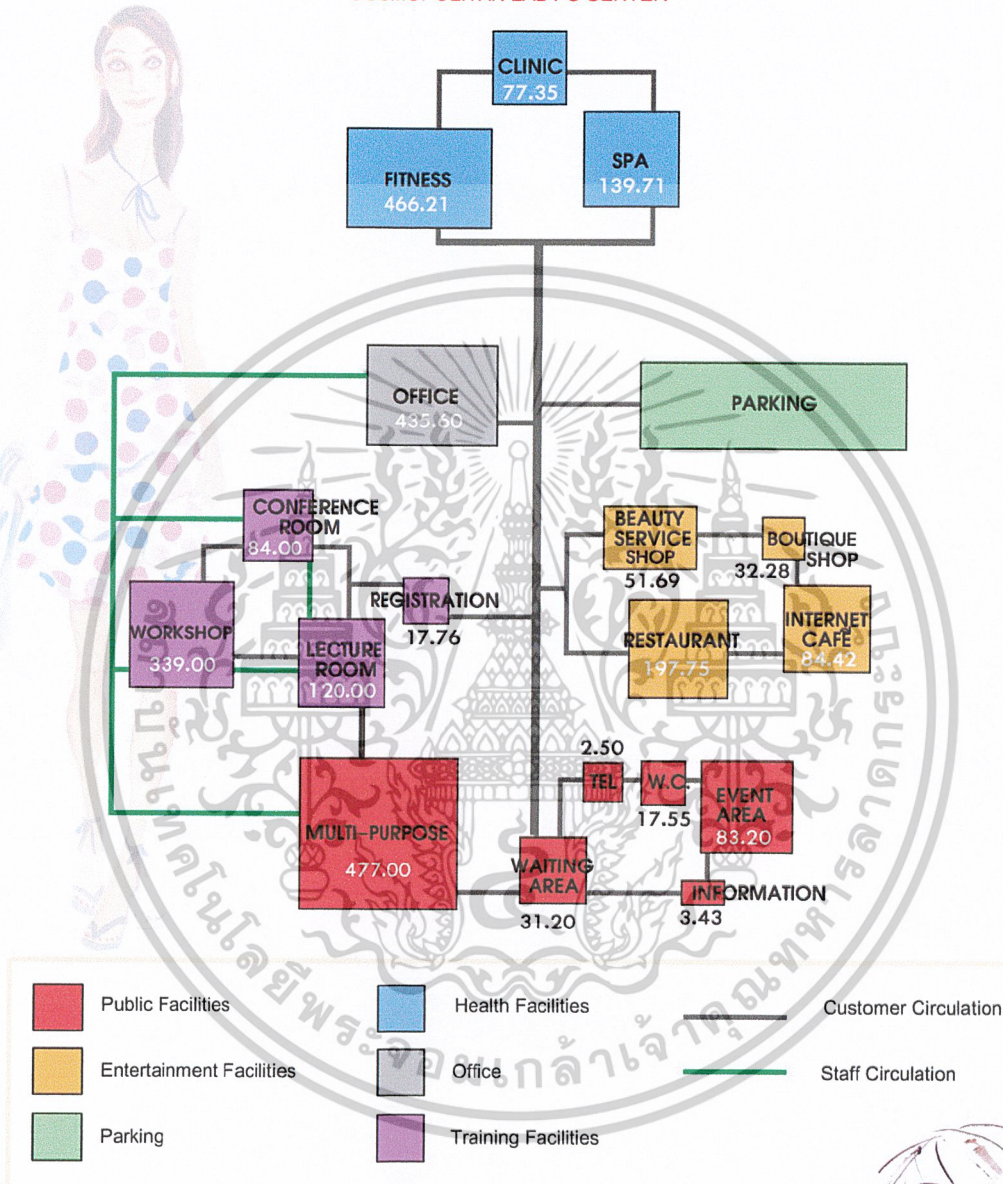 CLINIC
77.35
FITNESS
466.21
SPA
139.71
OFFICE
435.60
PARKING
CONFERENCE
ROOM
84.00
BEAUTY
SERVICE
SHOP
51.69
BOUTIQUE
SHOP
32.28
REGISTRATION
17.76
WORKSHOP
339.00
LECTURE
ROOM
120.00
RESTAURANT
197.75
INTERNET
CAFE
84.42
2.50
TEL
W.C.
17.55
EVENT
AREA
83.20
MULTI-PURPOSE
477.00
WAITING
AREA
31.20
INFORMATION
3.43
Public Facilities
Health Facilities
Customer Circulation
Entertainment Facilities
Office
Staff Circulation
Parking
Training Facilities